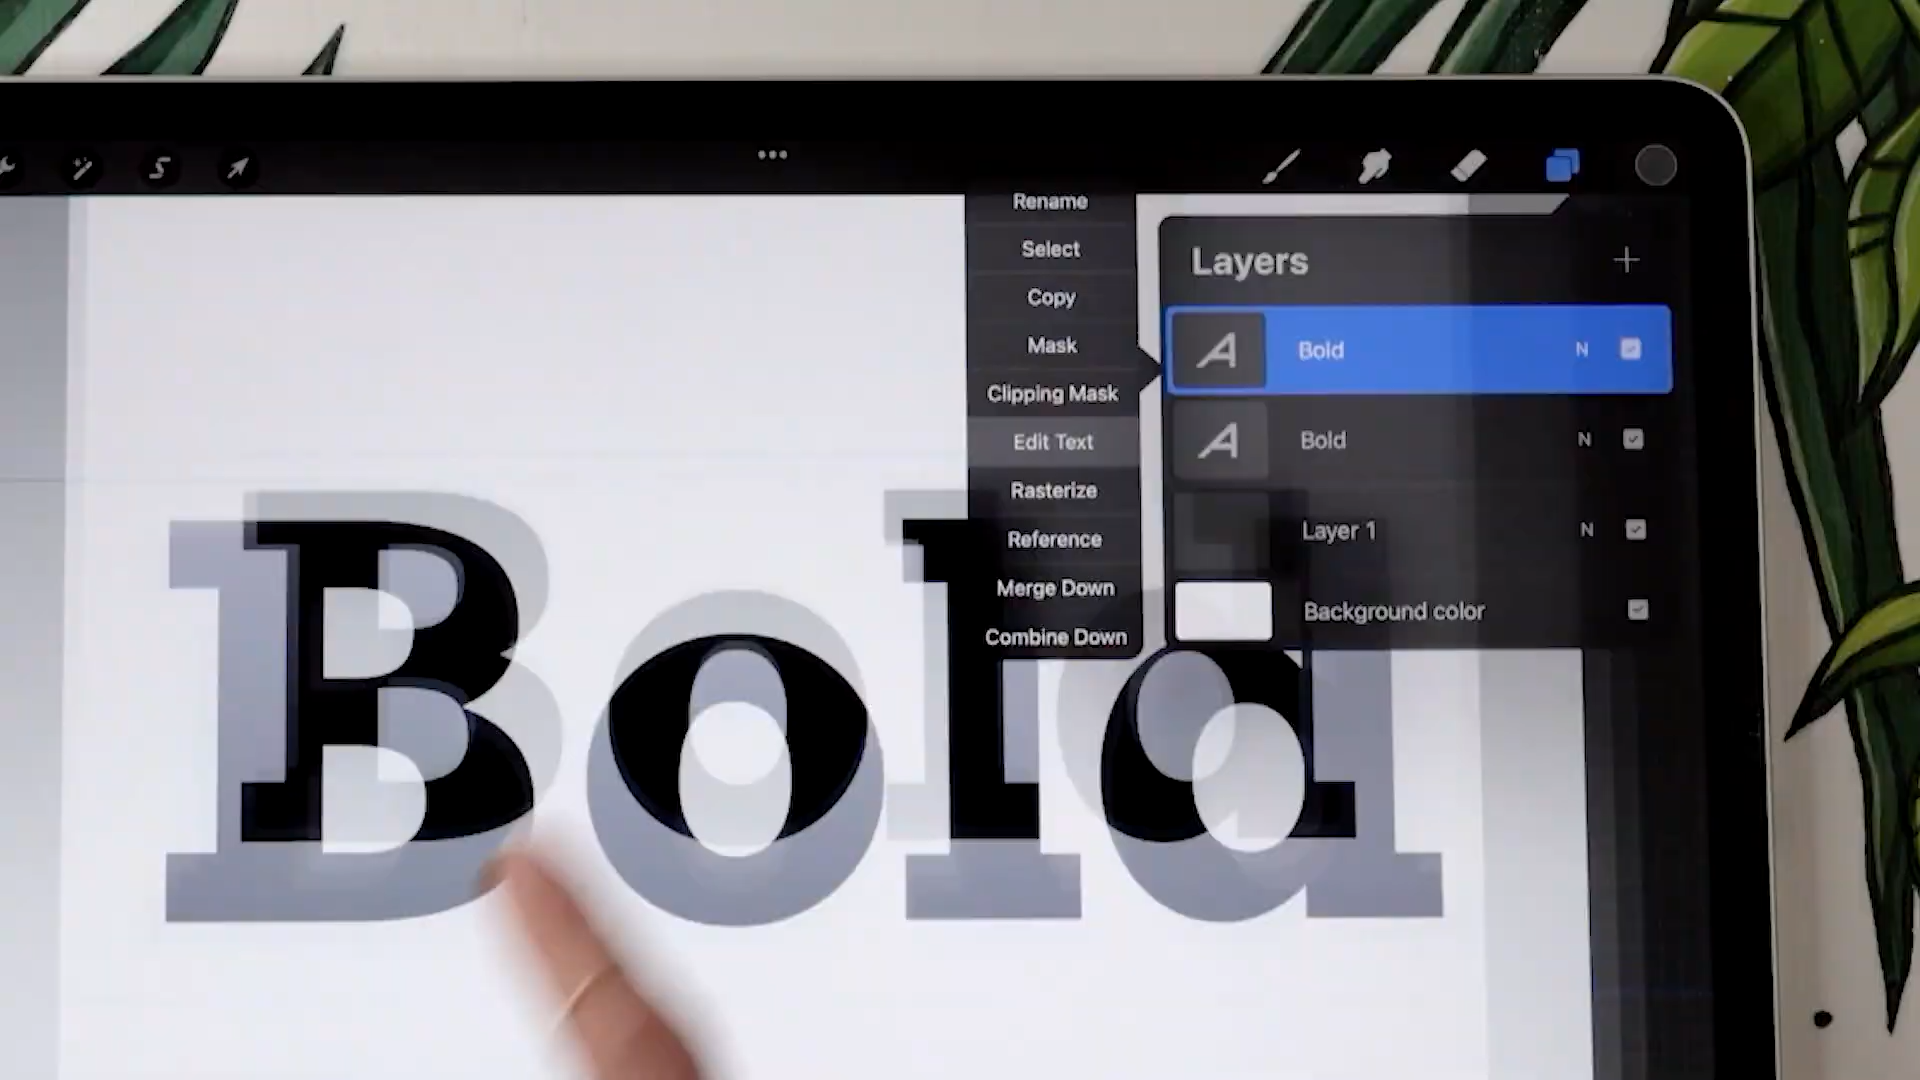 Rename
Select
Copy
Mask
Clipping Mask
Edit Text
Rasterize
Reference
Merge Down
Combine Down
Layers
Bold N
Bold N
Layer 1 N
Background color
Bold